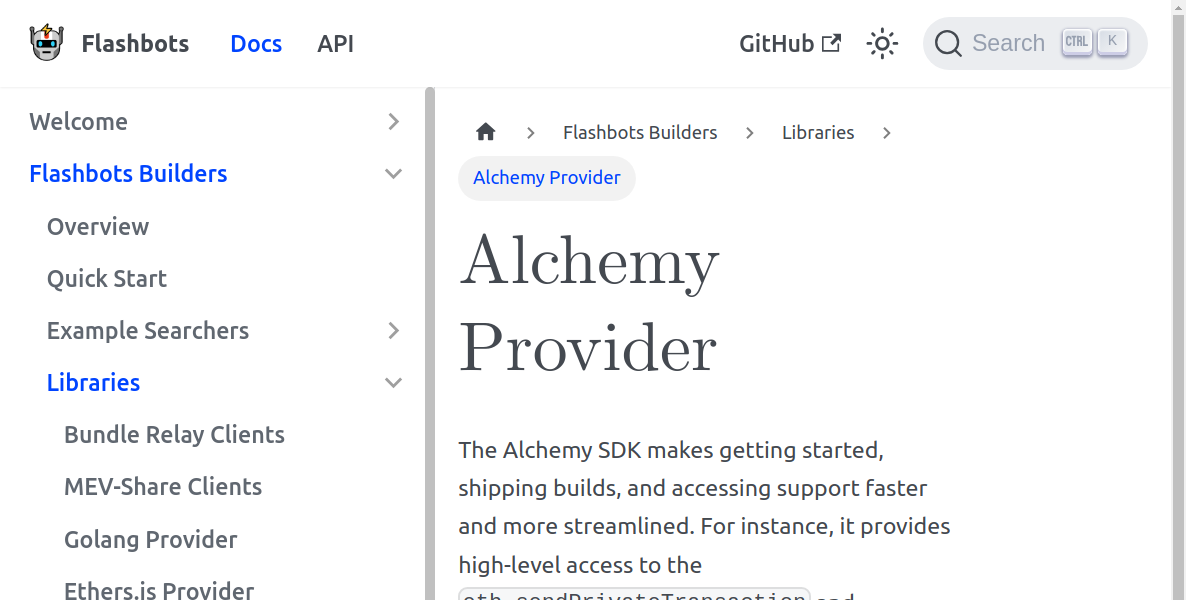 Flashbots Docs API GitHub Search CTRL K
Welcome
Flashbots Builders
Overview
Quick Start
Example Searchers
Libraries
Bundle Relay Clients
MEV-Share Clients
Golang Provider
Ethers.js Provider
Flashbots Builders Libraries
Alchemy Provider
Alchemy
Provider
The Alchemy SDK makes getting started,
shipping builds, and accessing support faster
and more streamlined. For instance, it provides
high-level access to the
eth_sendPrivateTransaction and